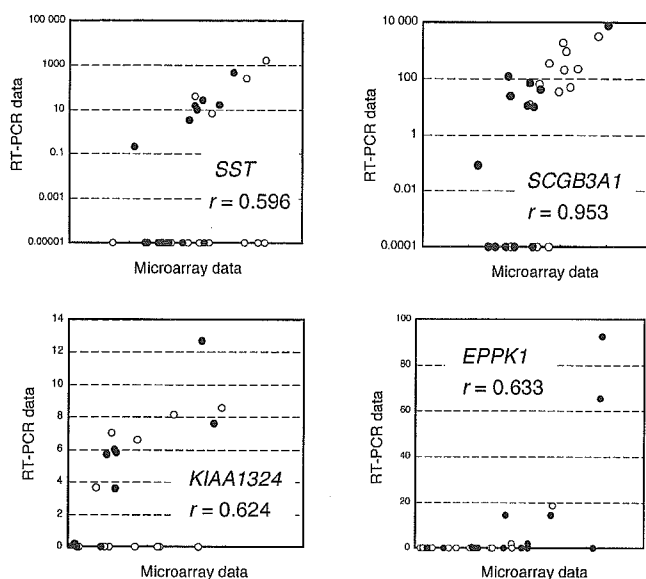 100 000
1000
10
0.1
0.001
0.00001
RT-PCR data
SST
r = 0.596
Microarray data
10 000
100
1
0.01
0.0001
RT-PCR data
SCGB3A1
r = 0.953
Microarray data
14
12
10
8
6
4
2
0
RT-PCR data
KIAA1324
r = 0.624
Microarray data
100
80
60
40
20
0
RT-PCR data
EPPK1
r = 0.633
Microarray data